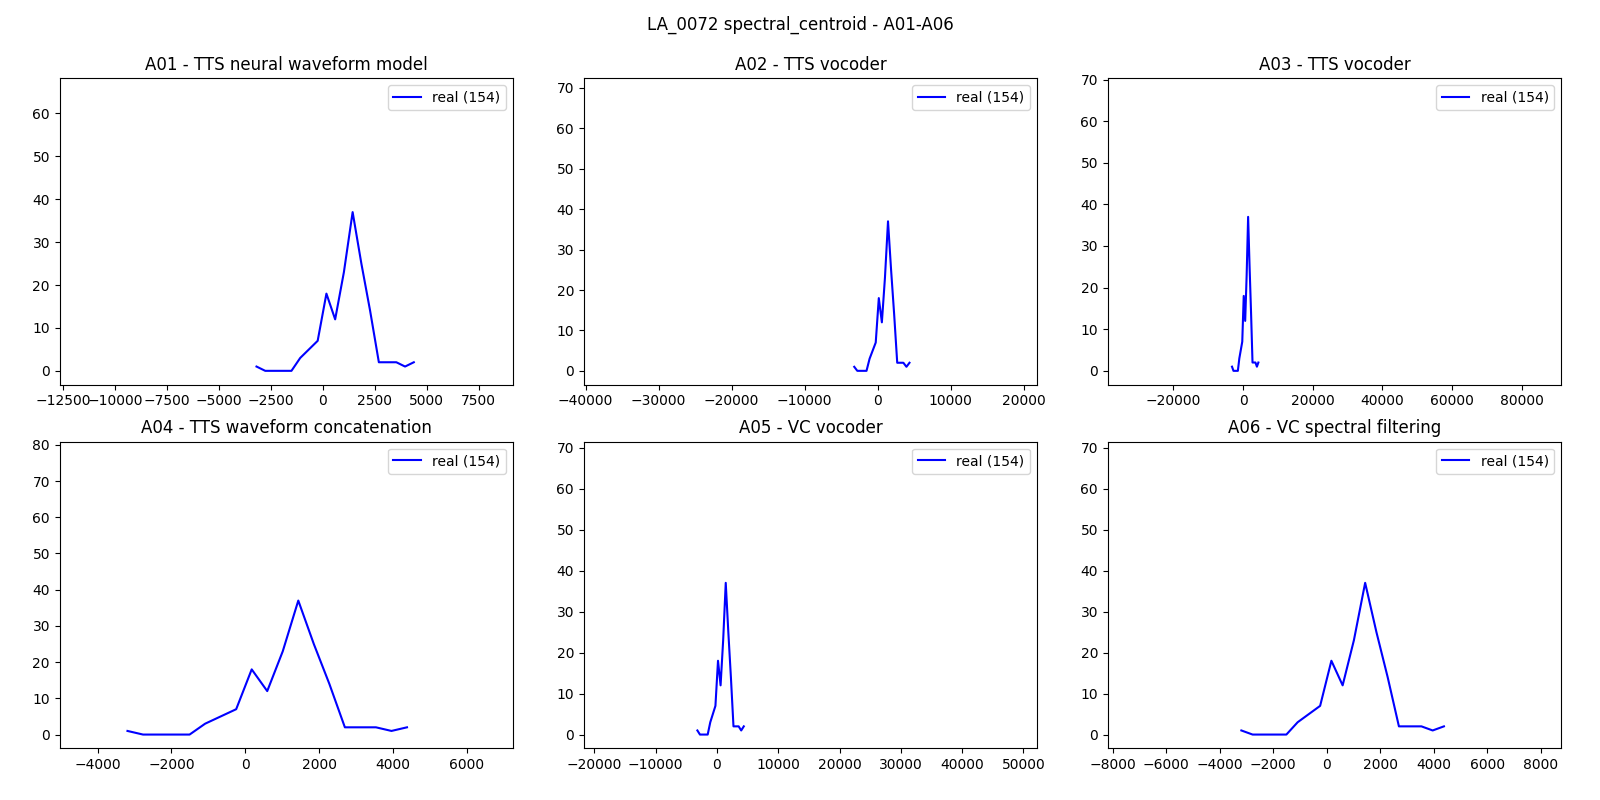 LA_0072 spectral_centroid - A01-A06
A01 - TTS neural waveform model
real (154)
60
50
40
30
20
10
0
−12500 −10000 −7500 −5000 −2500 0 2500 5000 7500
A02 - TTS vocoder
real (154)
70
60
50
40
30
20
10
0
−40000 −30000 −20000 −10000 0 10000 20000
A03 - TTS vocoder
real (154)
70
60
50
40
30
20
10
0
−20000 0 20000 40000 60000 80000
A04 - TTS waveform concatenation
real (154)
80
70
60
50
40
30
20
10
0
−4000 −2000 0 2000 4000 6000
A05 - VC vocoder
real (154)
70
60
50
40
30
20
10
0
−20000 −10000 0 10000 20000 30000 40000 50000
A06 - VC spectral filtering
real (154)
70
60
50
40
30
20
10
0
−8000 −6000 −4000 −2000 0 2000 4000 6000 8000